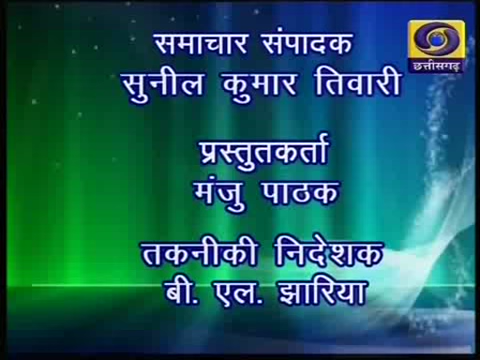 समाचार संपादक
सुनील कुमार तिवारी
छत्तीसगढ़
प्रस्तुतकर्ता
मंजु पाठक
तकनीकी निदेशक
बी. एल. झारिया